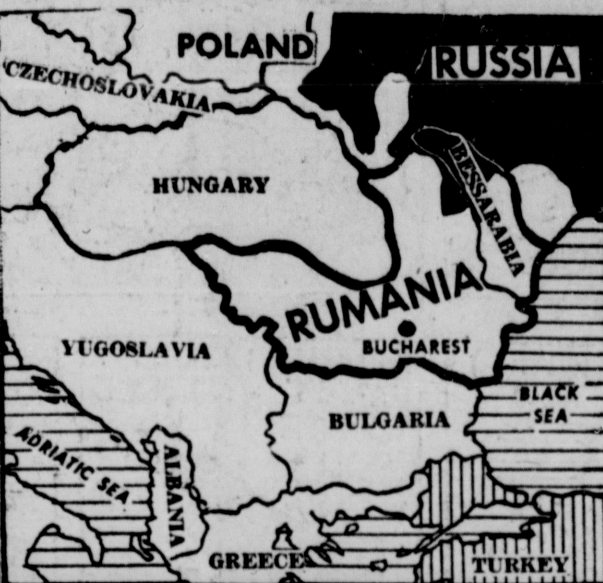 POLAND
RUSSIA
CZECHOSLOVAKIA
BESSARABIA
HUNGARY
RUMANIA
BUCHAREST
YUGOSLAVIA
BLACK
SEA
BULGARIA
ADRIATIC SEA
ALBANIA
GREECE
TURKEY